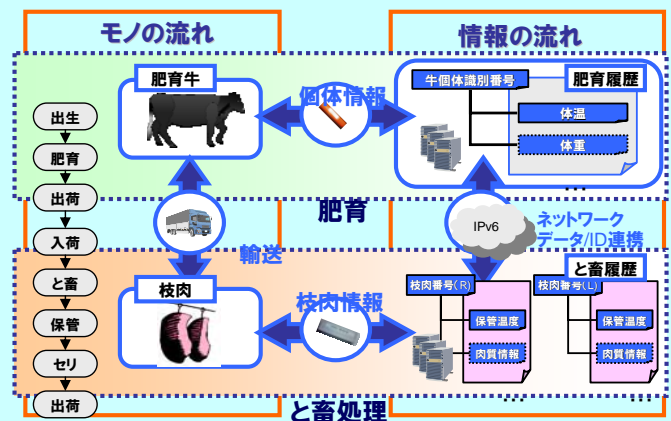 モノの流れ
情報の流れ
肥育牛
個体情報
牛個体識別番号
肥育履歴
体温
体重
…
出生
肥育
出荷
入荷
と畜
保管
セリ
出荷
肥育
輸送
IPv6
ネットワーク
データ/ID連携
枝肉
枝肉情報
と畜履歴
枝肉番号(R)
保管温度
肉質情報
…
枝肉番号(L)
保管温度
肉質情報
…
と畜処理